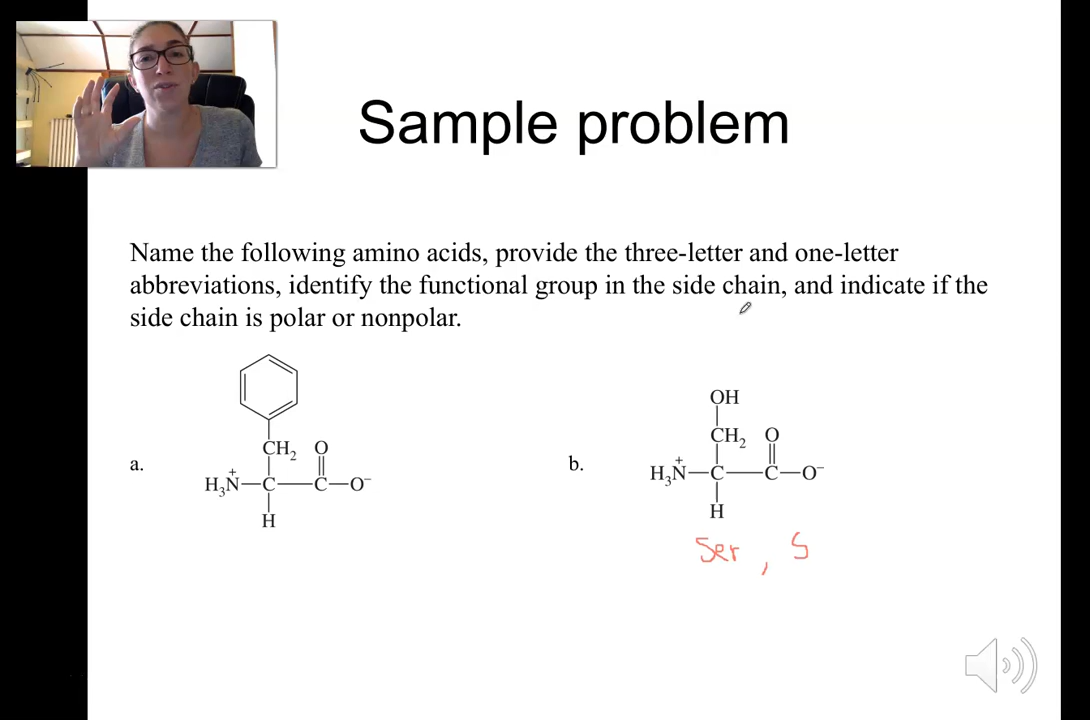 Sample problem
Name the following amino acids, provide the three-letter and one-letter
abbreviations, identify the functional group in the side chain, and indicate if the
side chain is polar or nonpolar.
a.
CH₂ O
H₃N⁺—C—C—O⁻
H
b.
OH
CH₂ O
H₃N⁺—C—C—O⁻
H
Ser, S